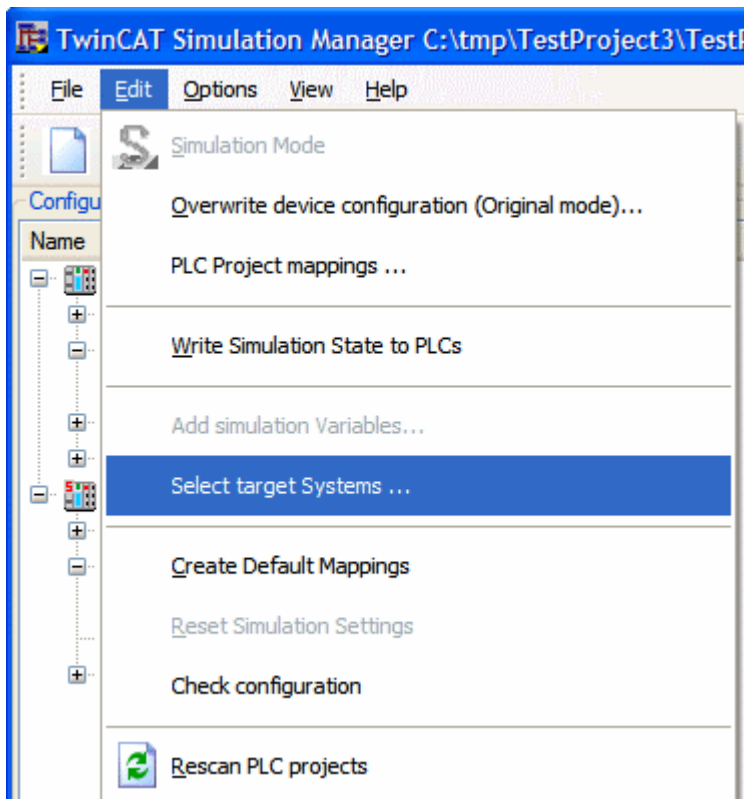 TwinCAT Simulation Manager C:\tmp\TestProject3\Test
File Edit Options View Help
Simulation Mode
Configu
Overwrite device configuration (Original mode)...
Name
PLC Project mappings ...
Write Simulation State to PLCs
Add simulation Variables...
Select target Systems ...
Create Default Mappings
Reset Simulation Settings
Check configuration
Rescan PLC projects